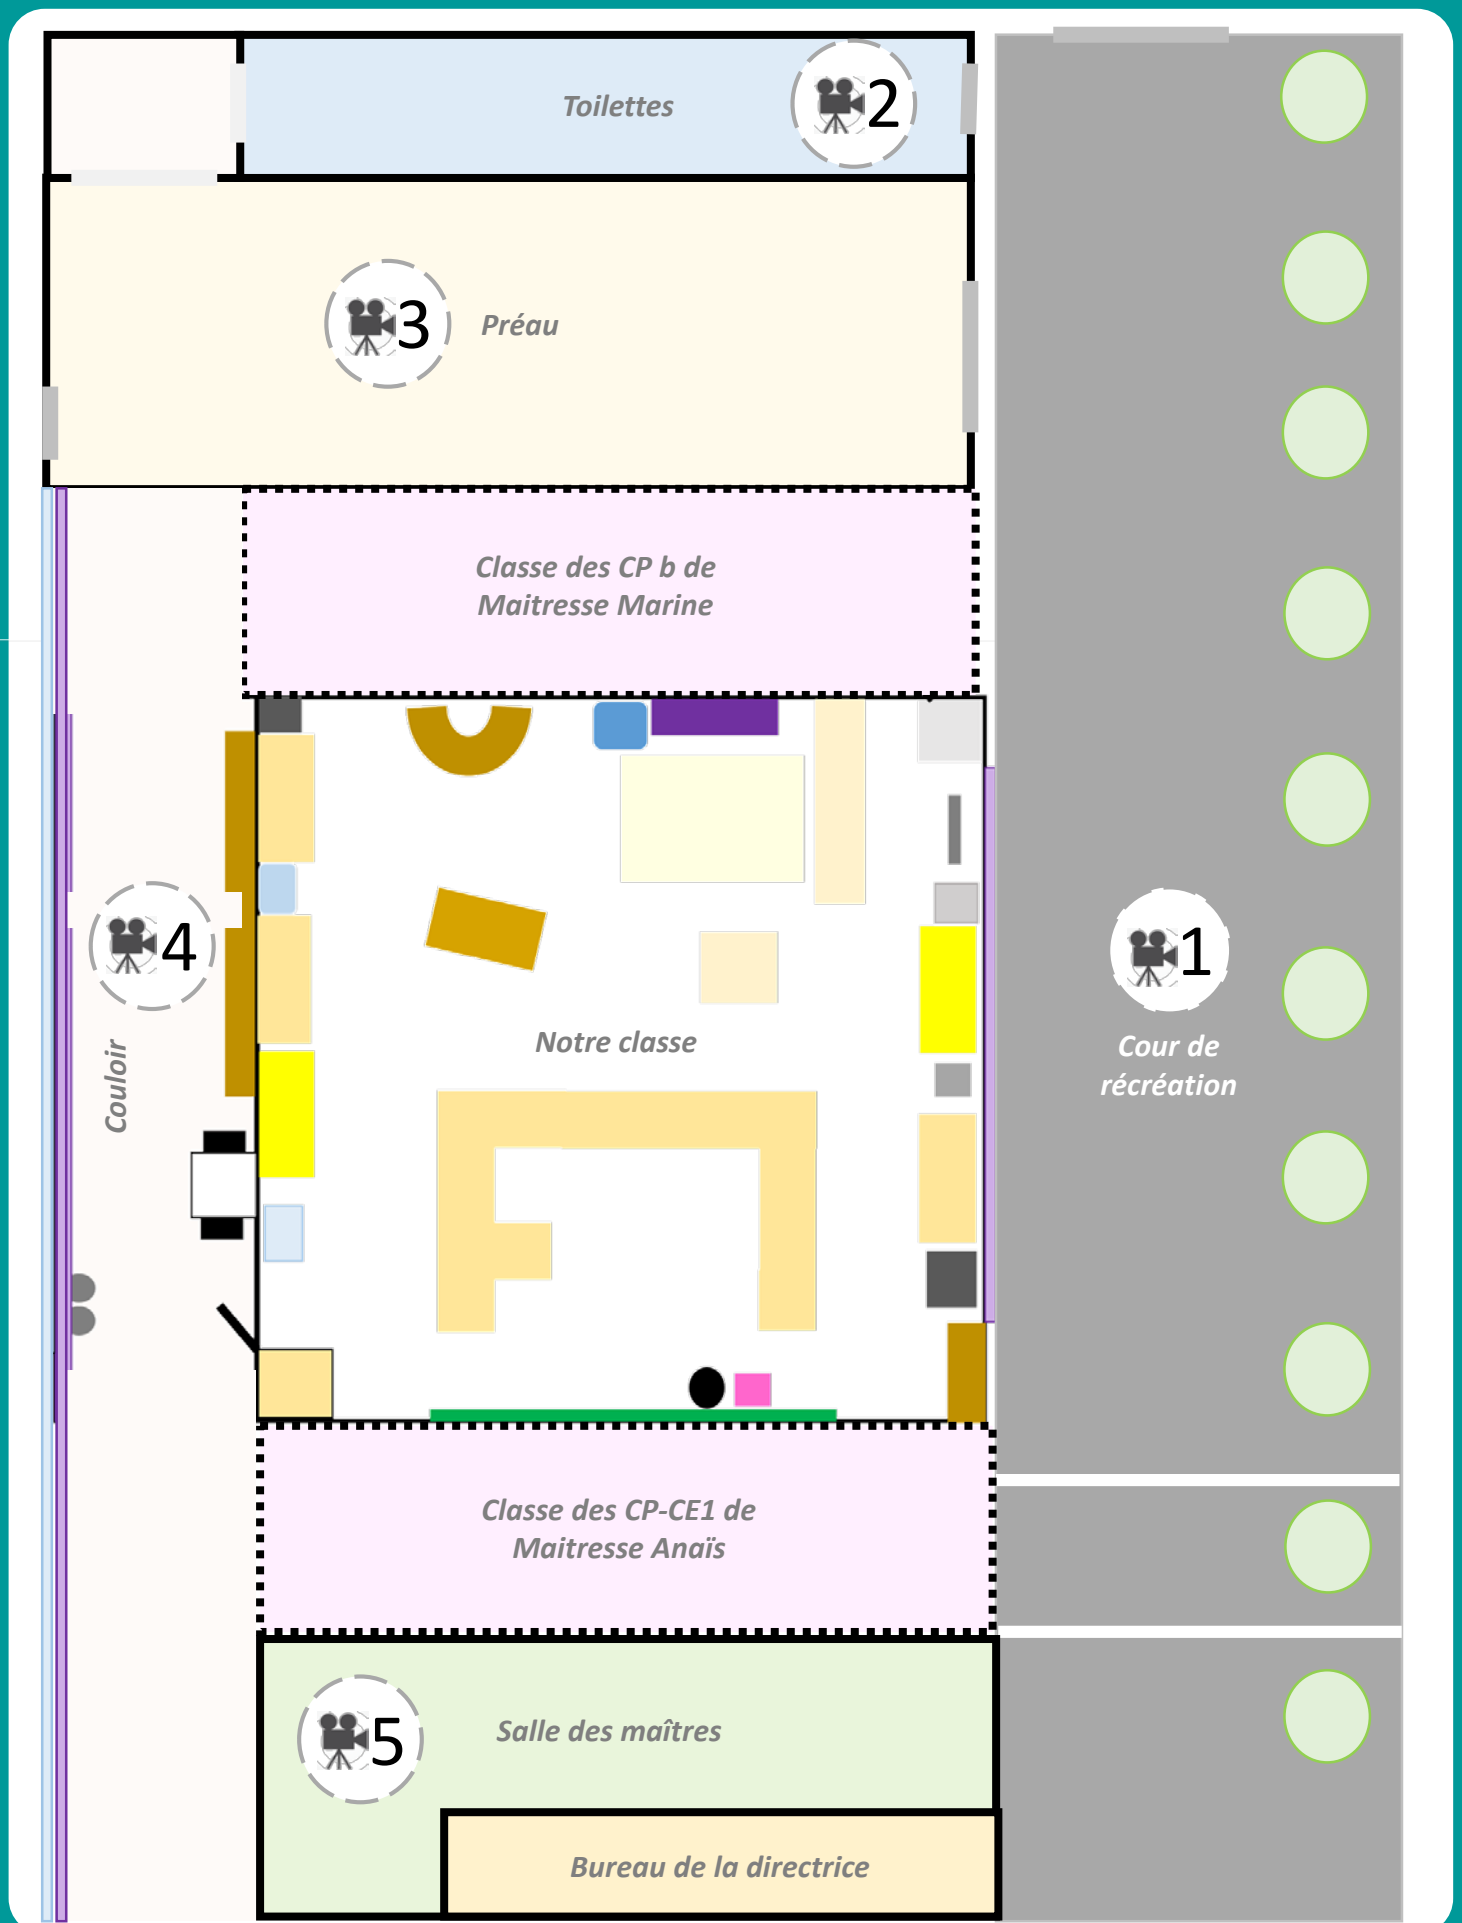 Toilettes
2
3
Préau
Classe des CP b de
Maitresse Marine
4
Couloir
Notre classe
1
Cour de
récréation
Classe des CP-CE1 de
Maitresse Anaïs
5
Salle des maîtres
Bureau de la directrice